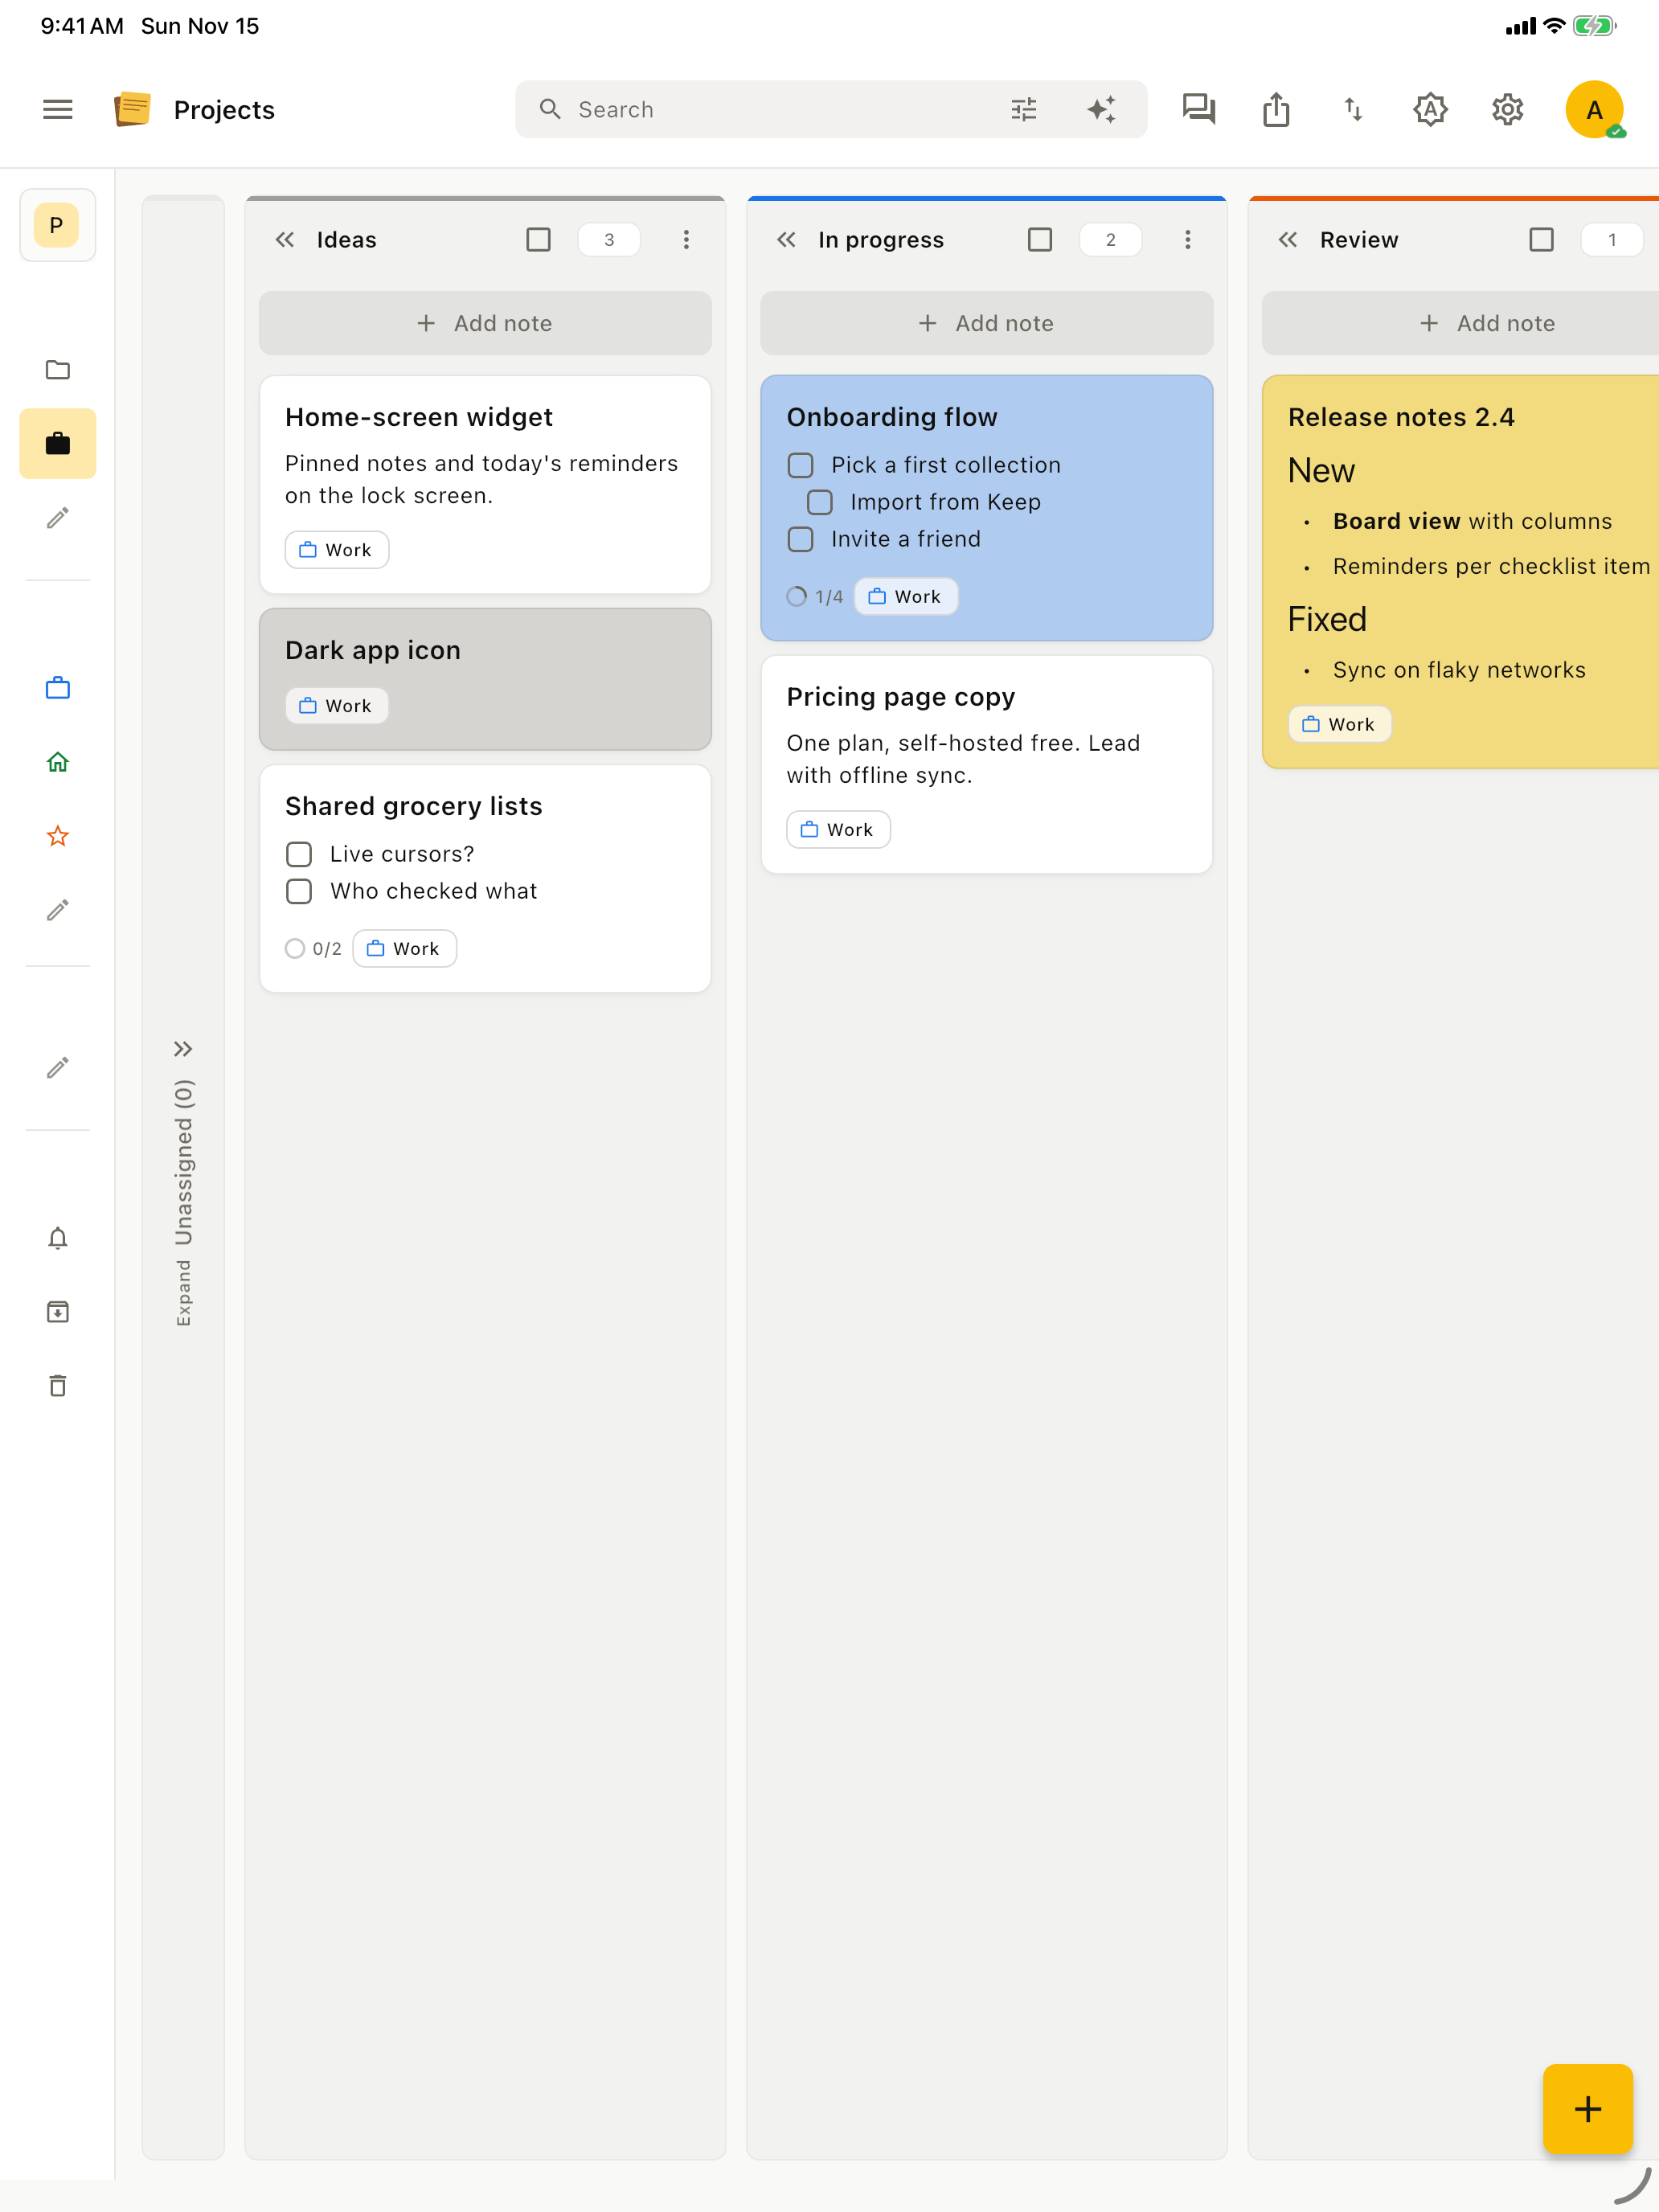 9:41 AM Sun Nov 15
Projects
Search
A
P
Ideas
3
Add note
Home-screen widget
Pinned notes and today's reminders
on the lock screen.
Work
Dark app icon
Work
Shared grocery lists
Live cursors?
Who checked what
0/2
Work
In progress
2
Add note
Onboarding flow
Pick a first collection
Import from Keep
Invite a friend
1/4
Work
Pricing page copy
One plan, self-hosted free. Lead
with offline sync.
Work
Review
1
Add note
Release notes 2.4
New
• Board view with columns
• Reminders per checklist item
Fixed
• Sync on flaky networks
Work
Expand Unassigned (0)